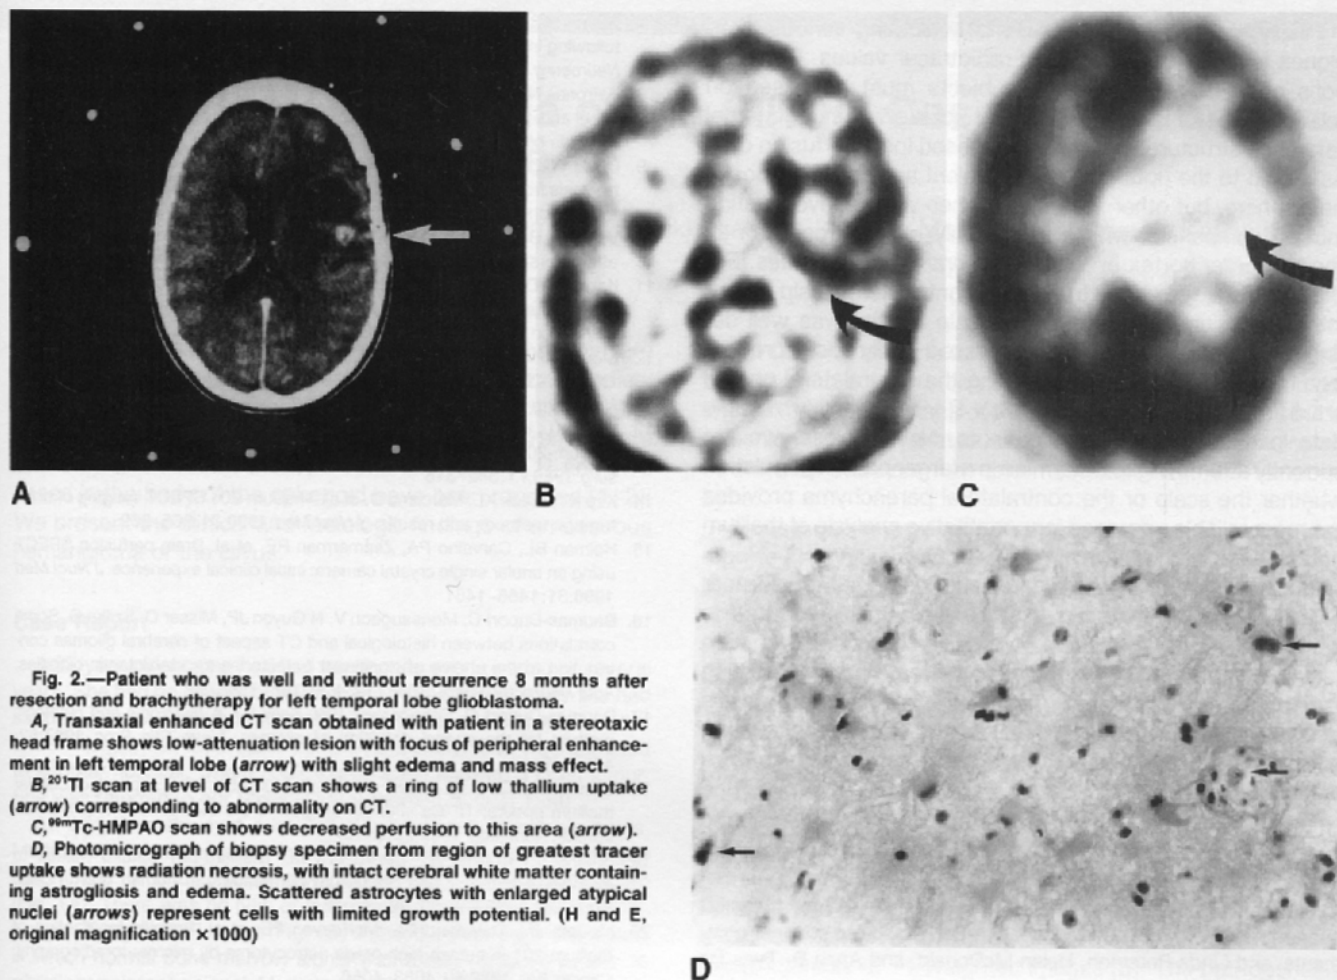 A
B
C
Fig. 2.—Patient who was well and without recurrence 8 months after
resection and brachytherapy for left temporal lobe glioblastoma.
A, Transaxial enhanced CT scan obtained with patient in a stereotaxic
head frame shows low-attenuation lesion with focus of peripheral enhance-
ment in left temporal lobe (arrow) with slight edema and mass effect.
B,²⁰¹Tl scan at level of CT scan shows a ring of low thallium uptake
(arrow) corresponding to abnormality on CT.
C,⁹⁹ᵐTc-HMPAO scan shows decreased perfusion to this area (arrow).
D, Photomicrograph of biopsy specimen from region of greatest tracer
uptake shows radiation necrosis, with intact cerebral white matter contain-
ing astrogliosis and edema. Scattered astrocytes with enlarged atypical
nuclei (arrows) represent cells with limited growth potential. (H and E,
original magnification ×1000)
D